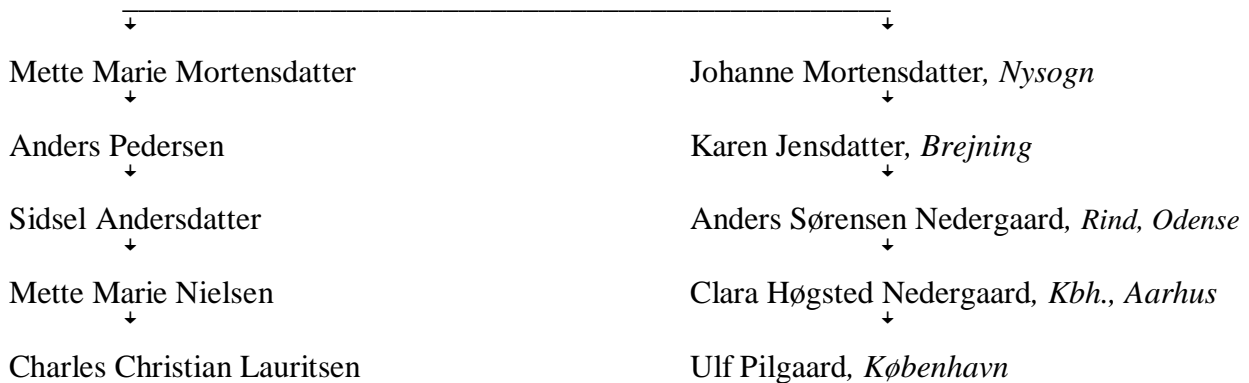 Mette Marie Mortensdatter Johanne Mortensdatter, Nysogn
Anders Pedersen Karen Jensdatter, Brejning
Sidsel Andersdatter Anders Sørensen Nedergaard, Rind, Odense
Mette Marie Nielsen Clara Høgsted Nedergaard, Kbh., Aarhus
Charles Christian Lauritsen Ulf Pilgaard, København